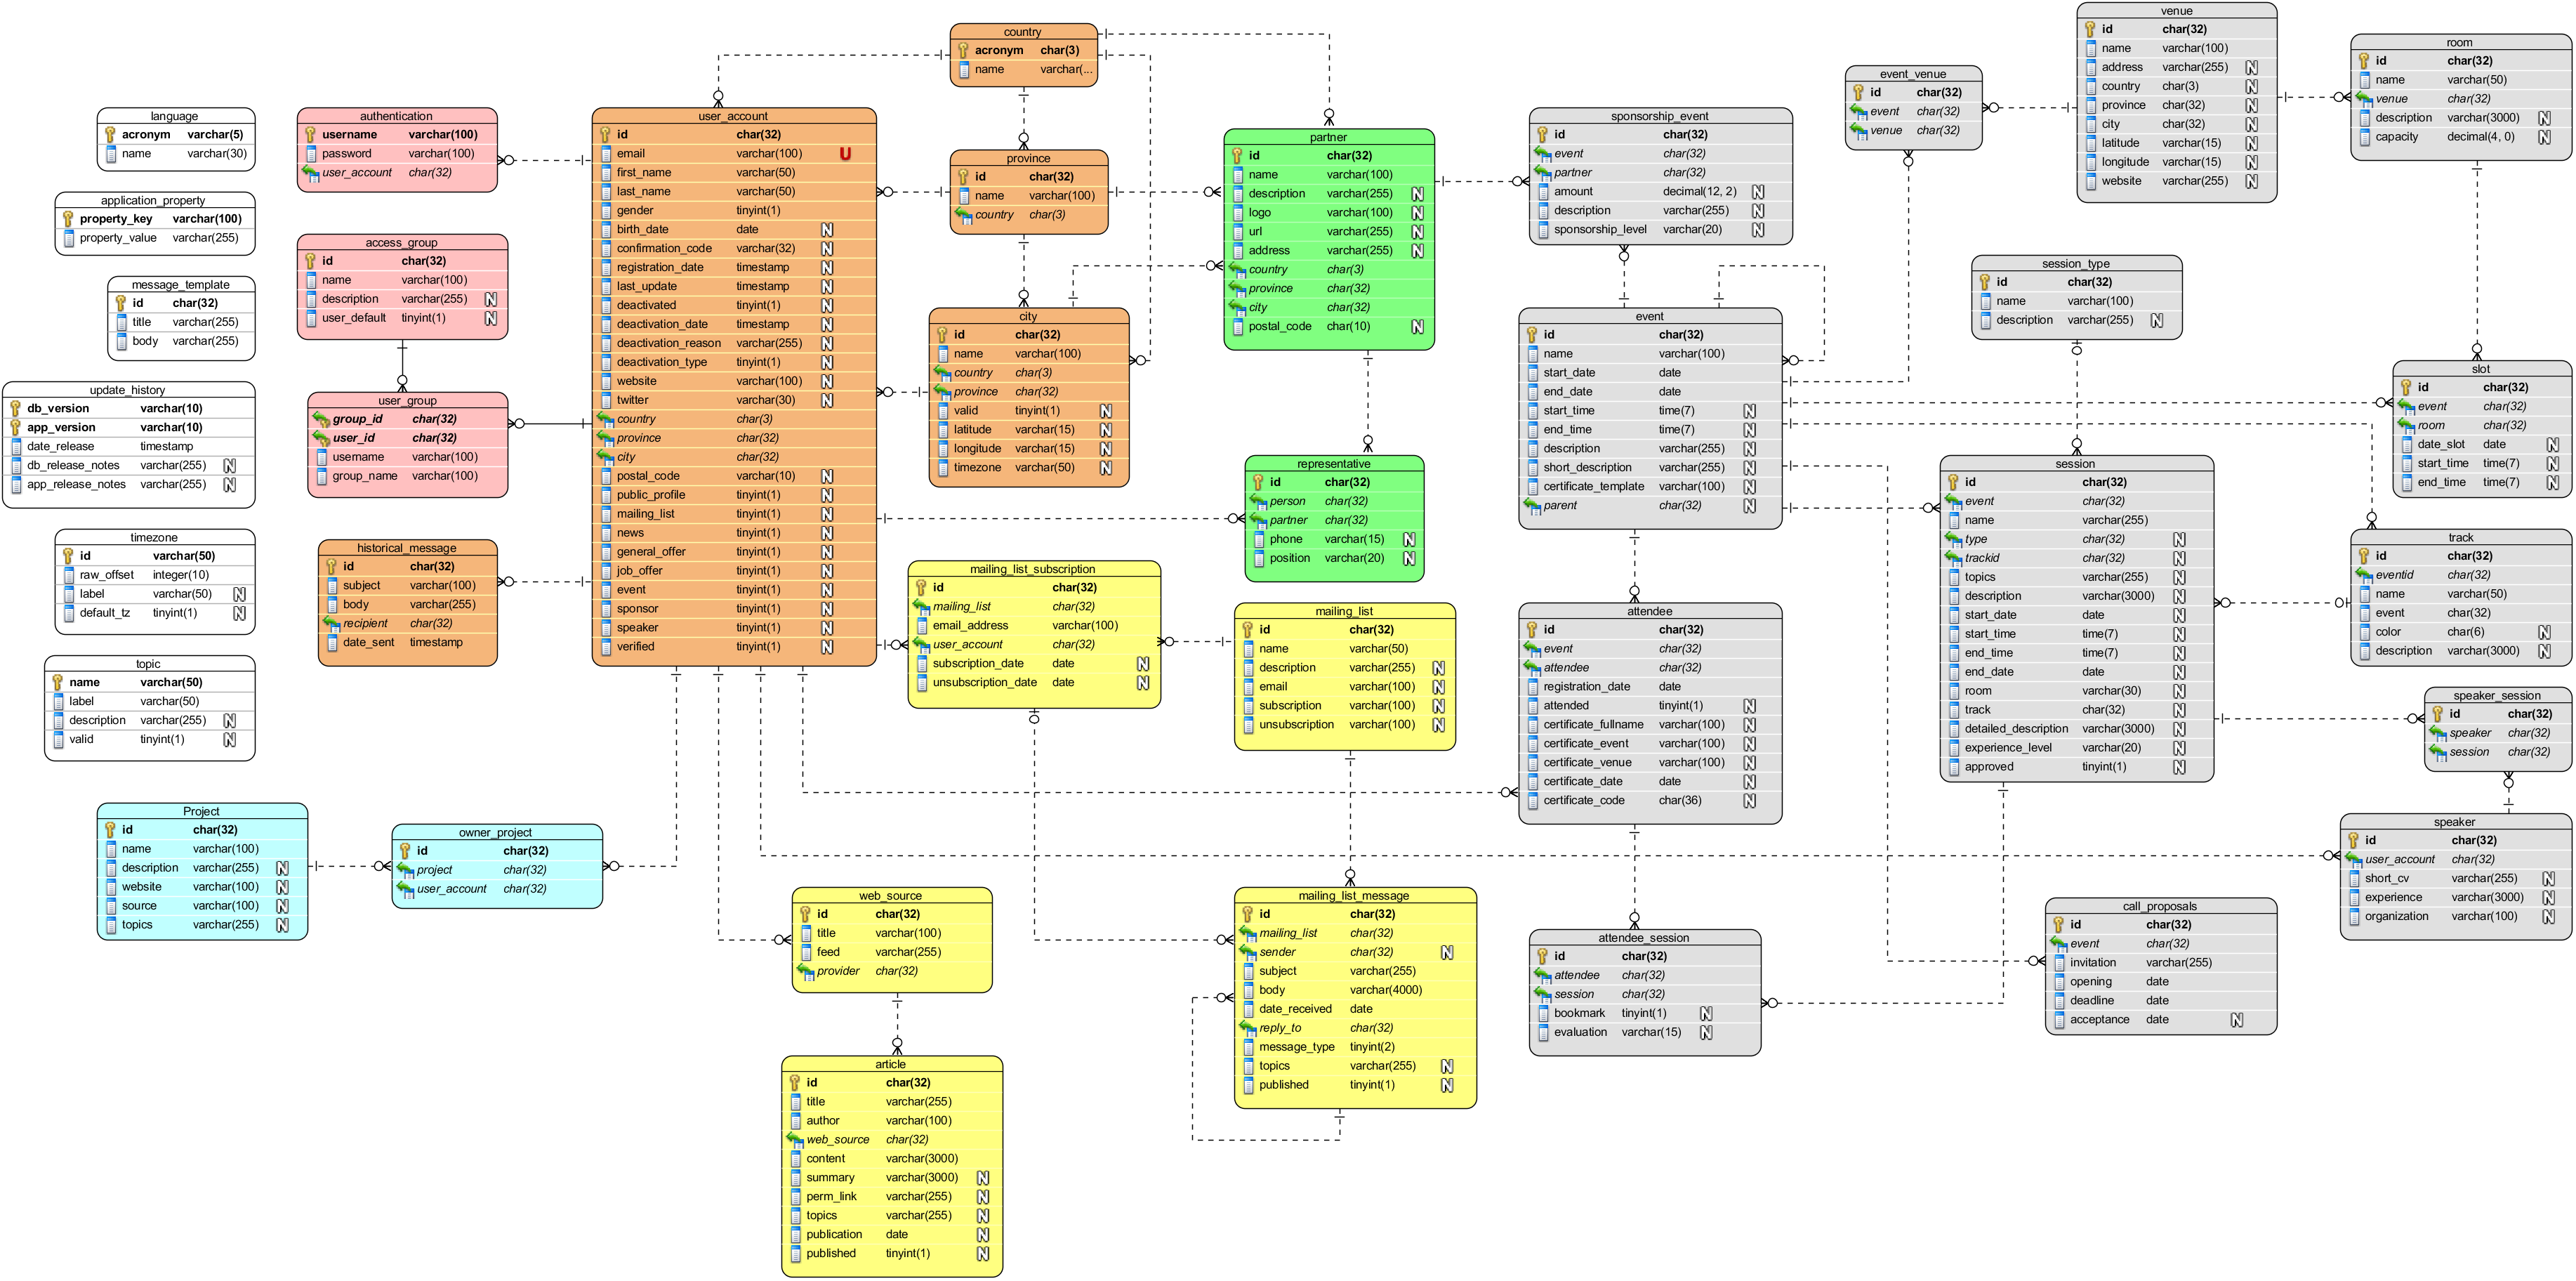 language
acronym varchar(5)
name varchar(30)
application_property
property_key varchar(100)
property_value varchar(255)
message_template
id char(32)
title varchar(255)
body varchar(255)
update_history
db_version varchar(10)
app_version varchar(10)
date_release timestamp
db_release_notes varchar(255) N
app_release_notes varchar(255) N
timezone
id varchar(50)
raw_offset integer(10)
label varchar(50) N
default_tz tinyint(1) N
topic
name varchar(50)
label varchar(50)
description varchar(255) N
valid tinyint(1) N
Project
id char(32)
name varchar(100)
description varchar(255) N
website varchar(100) N
source varchar(100) N
topics varchar(255) N
authentication
username varchar(100)
password varchar(100)
user_account char(32)
access_group
id char(32)
name varchar(100)
description varchar(255) N
user_default tinyint(1) N
user_group
group_id char(32)
user_id char(32)
username varchar(100)
group_name varchar(100)
historical_message
id char(32)
subject varchar(100)
body varchar(255)
recipient char(32)
date_sent timestamp
owner_project
id char(32)
project char(32)
user_account char(32)
user_account
id char(32)
email varchar(100) U
first_name varchar(50)
last_name varchar(50)
gender tinyint(1)
birth_date date N
confirmation_code varchar(32) N
registration_date timestamp N
last_update timestamp N
deactivated tinyint(1) N
deactivation_date timestamp N
deactivation_reason varchar(255) N
deactivation_type tinyint(1) N
website varchar(100) N
twitter varchar(30) N
country char(3)
province char(32)
city char(32)
postal_code varchar(10) N
public_profile tinyint(1) N
mailing_list tinyint(1) N
news tinyint(1) N
general_offer tinyint(1) N
job_offer tinyint(1) N
event tinyint(1) N
sponsor tinyint(1) N
speaker tinyint(1) N
verified tinyint(1) N
country
acronym char(3)
name varchar(...
province
id char(32)
name varchar(100)
country char(3)
city
id char(32)
name varchar(100)
country char(3)
province char(32)
valid tinyint(1) N
latitude varchar(15) N
longitude varchar(15) N
timezone varchar(50) N
mailing_list_subscription
id char(32)
mailing_list char(32)
email_address varchar(100)
user_account char(32)
subscription_date date N
unsubscription_date date N
web_source
id char(32)
title varchar(100)
feed varchar(255)
provider char(32)
article
id char(32)
title varchar(255)
author varchar(100)
web_source char(32)
content varchar(3000)
summary varchar(3000) N
perm_link varchar(255) N
topics varchar(255) N
publication date N
published tinyint(1) N
partner
id char(32)
name varchar(100)
description varchar(255) N
logo varchar(100) N
url varchar(255) N
address varchar(255) N
country char(3)
province char(32)
city char(32)
postal_code char(10) N
representative
id char(32)
person char(32)
partner char(32)
phone varchar(15) N
position varchar(20) N
mailing_list
id char(32)
name varchar(50)
description varchar(255) N
email varchar(100) N
subscription varchar(100) N
unsubscription varchar(100) N
mailing_list_message
id char(32)
mailing_list char(32)
sender char(32) N
subject varchar(255)
body varchar(4000)
date_received date
reply_to char(32)
message_type tinyint(2)
topics varchar(255) N
published tinyint(1) N
sponsorship_event
id char(32)
event char(32)
partner char(32)
amount decimal(12, 2) N
description varchar(255) N
sponsorship_level varchar(20) N
event
id char(32)
name varchar(100)
start_date date
end_date date
start_time time(7) N
end_time time(7) N
description varchar(255) N
short_description varchar(255) N
certificate_template varchar(100) N
parent char(32) N
attendee
id char(32)
event char(32)
attendee char(32)
registration_date date
attended tinyint(1) N
certificate_fullname varchar(100) N
certificate_event varchar(100) N
certificate_venue varchar(100) N
certificate_date date N
certificate_code char(36) N
attendee_session
id char(32)
attendee char(32)
session char(32)
bookmark tinyint(1) N
evaluation varchar(15) N
event_venue
id char(32)
event char(32)
venue char(32)
venue
id char(32)
name varchar(100)
address varchar(255) N
country char(3) N
province char(32) N
city char(32) N
latitude varchar(15) N
longitude varchar(15) N
website varchar(255) N
session_type
id char(32)
name varchar(100)
description varchar(255) N
session
id char(32)
event char(32)
name varchar(255)
type char(32) N
trackid char(32) N
topics varchar(255) N
description varchar(3000) N
start_date date N
start_time time(7) N
end_time time(7) N
end_date date N
room varchar(30) N
track char(32) N
detailed_description varchar(3000) N
experience_level varchar(20) N
approved tinyint(1) N
call_proposals
id char(32)
event char(32)
invitation varchar(255)
opening date
deadline date
acceptance date N
room
id char(32)
name varchar(50)
venue char(32)
description varchar(3000) N
capacity decimal(4, 0) N
slot
id char(32)
event char(32)
room char(32)
date_slot date N
start_time time(7) N
end_time time(7) N
track
id char(32)
eventid char(32)
name varchar(50)
event char(32)
color char(6) N
description varchar(3000) N
speaker_session
id char(32)
speaker char(32)
session char(32)
speaker
id char(32)
user_account char(32)
short_cv varchar(255) N
experience varchar(3000) N
organization varchar(100) N